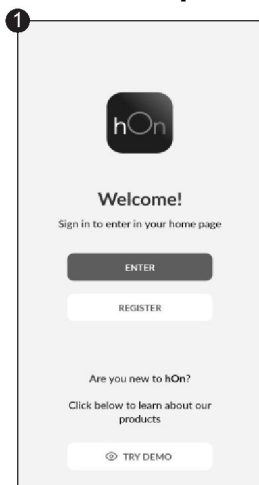 1
hOn
Welcome!
Sign in to enter in your home page
ENTER
REGISTER
Are you new to hOn?
Click below to learn about our
products
TRY DEMO